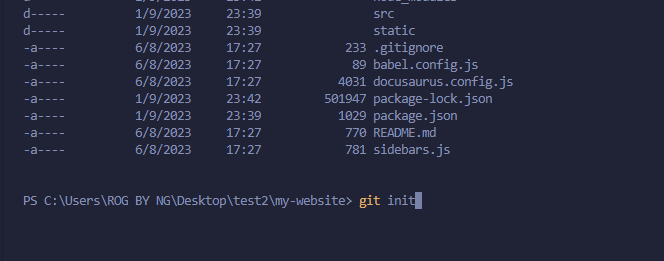 d----- 1/9/2023 23:39 src
d----- 1/9/2023 23:39 static
-a---- 6/8/2023 17:27 233 .gitignore
-a---- 6/8/2023 17:27 89 babel.config.js
-a---- 6/8/2023 17:27 4031 docusaurus.config.js
-a---- 1/9/2023 23:42 501947 package-lock.json
-a---- 1/9/2023 23:39 1029 package.json
-a---- 6/8/2023 17:27 770 README.md
-a---- 6/8/2023 17:27 781 sidebars.js
PS C:\Users\ROG BY NG\Desktop\test2\my-website> git init